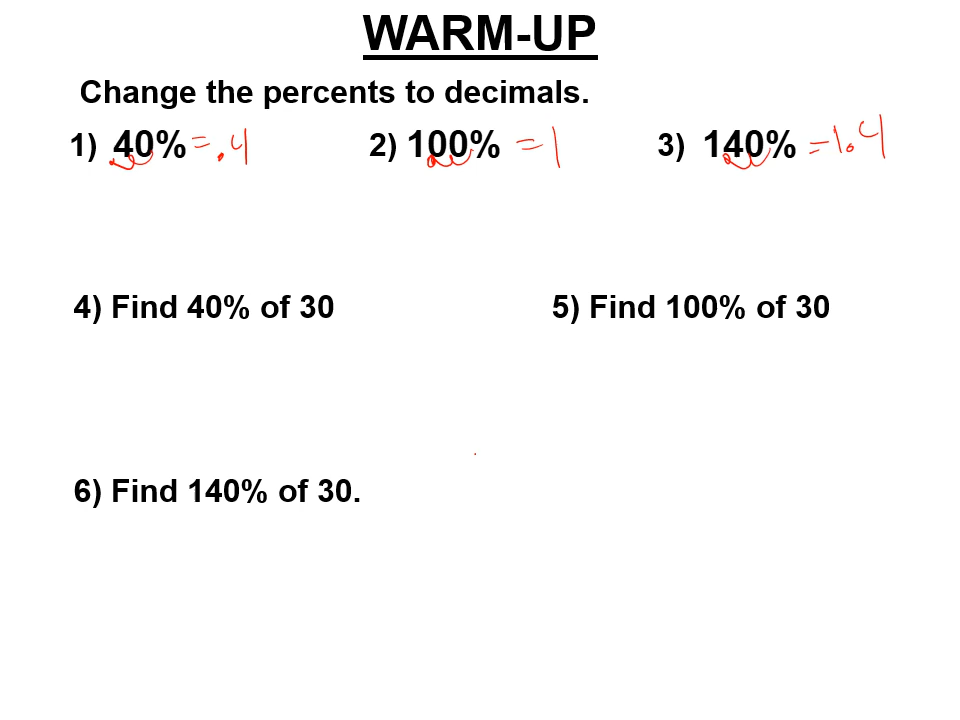 WARM-UP
Change the percents to decimals.
1) 40% = .4 2) 100% = 1 3) 140% = 1.4
4) Find 40% of 30 5) Find 100% of 30
6) Find 140% of 30.